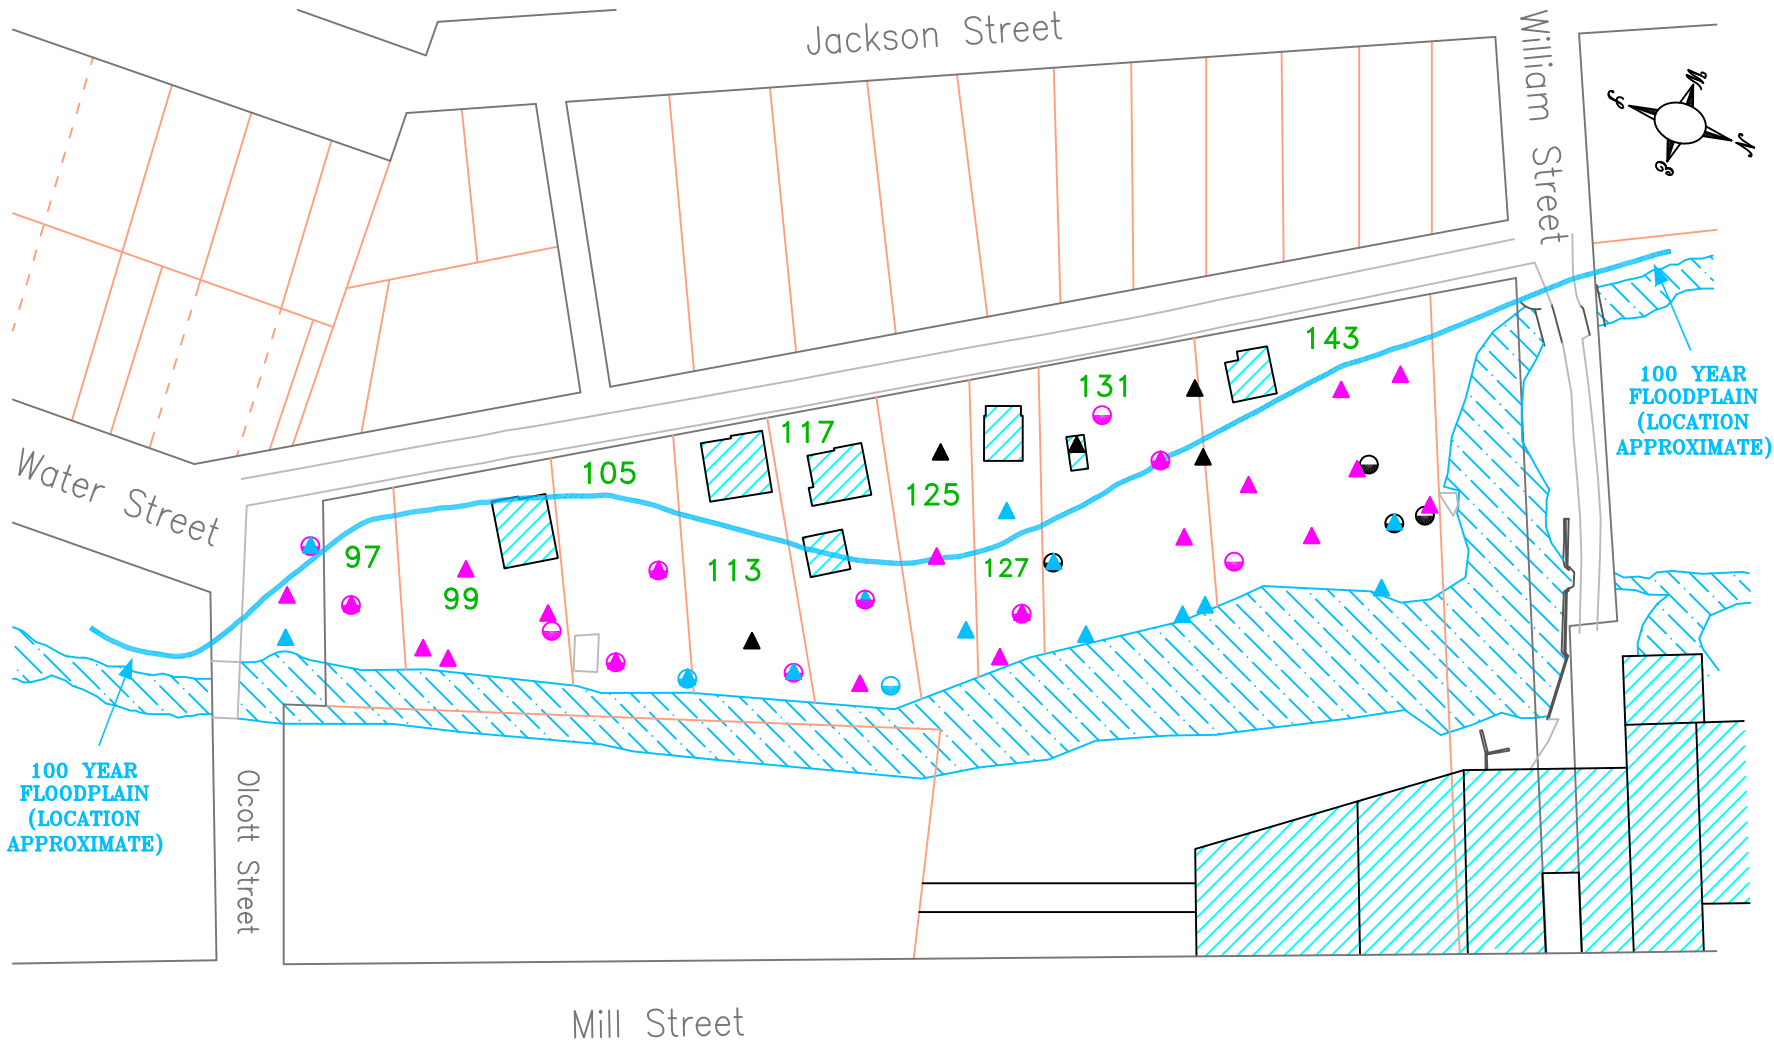 Jackson Street
William Street
W
S
N
E
143
131
100 YEAR
FLOODPLAIN
(LOCATION
APPROXIMATE)
117
105
125
Water Street
97
113
127
99
100 YEAR
FLOODPLAIN
(LOCATION
APPROXIMATE)
Olcott Street
Mill Street